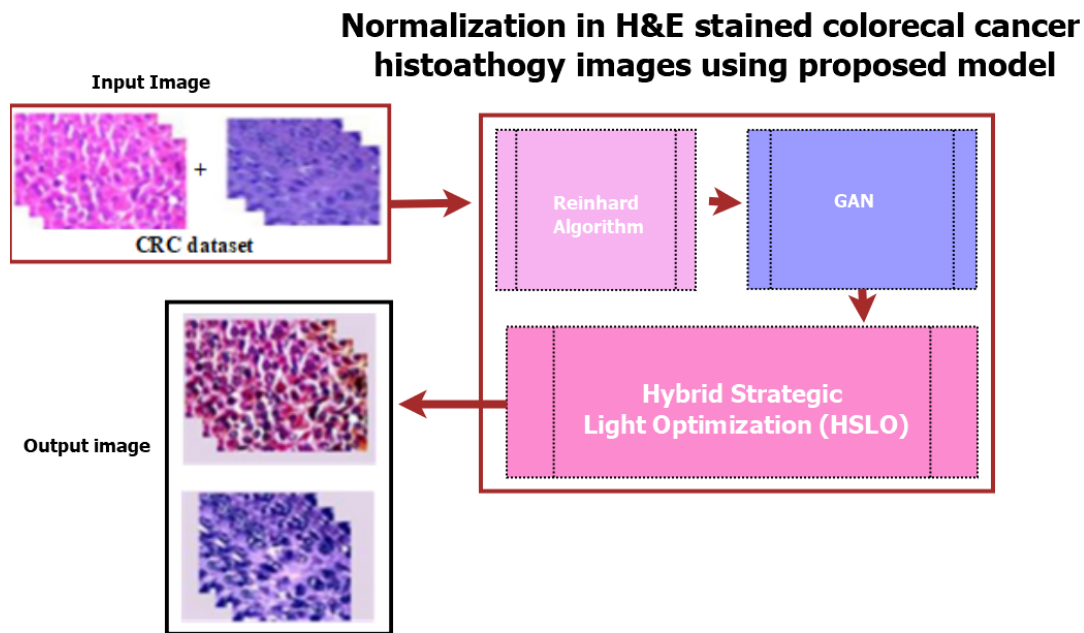 Normalization in H&E stained colorecal cancer
histoathogy images using proposed model
Input Image
+
CRC dataset
Reinhard
Algorithm
GAN
Hybrid Strategic
Light Optimization (HSLO)
Output image